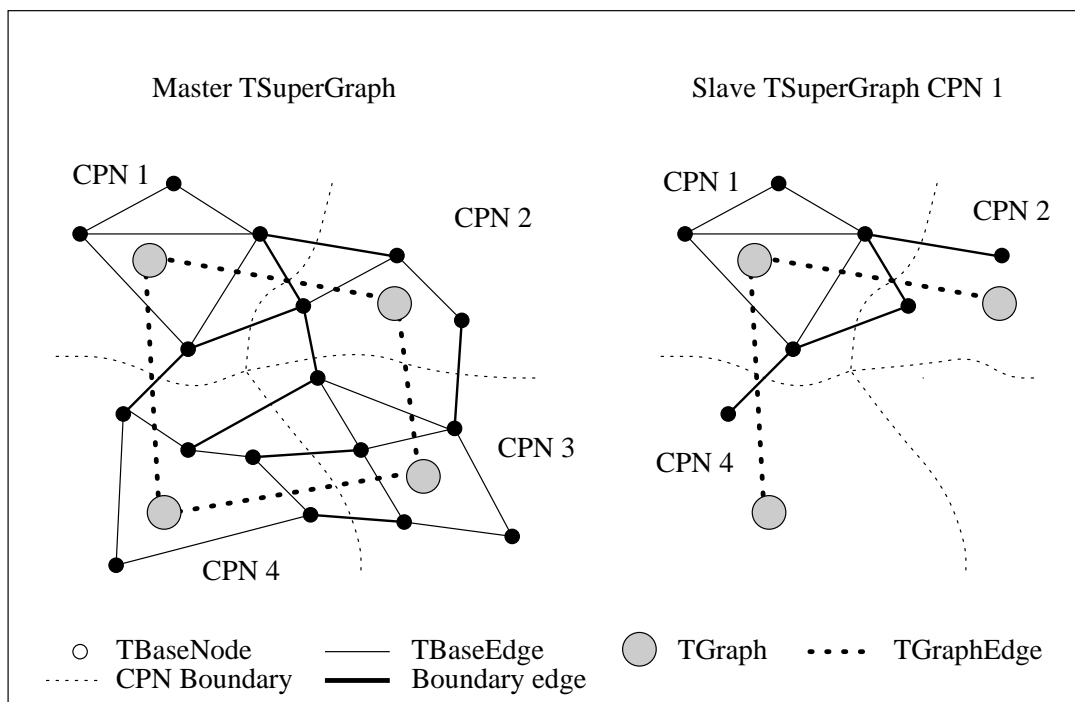 Master TSuperGraph
Slave TSuperGraph CPN 1
CPN 1
CPN 2
CPN 3
CPN 4
CPN 1
CPN 2
CPN 4
TBaseNode
TBaseEdge
TGraph
TGraphEdge
CPN Boundary
Boundary edge